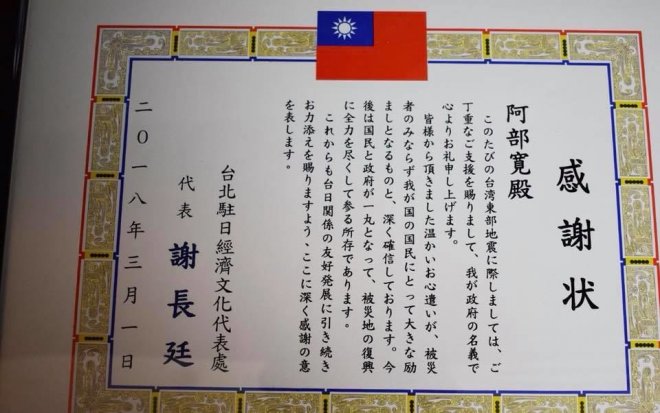 感謝状
阿部寛殿
このたびの台湾東部地震に際しましては、ご
丁重なご支援を賜りまして、我が政府の名義で
心よりお礼申し上げます。
皆様から頂きました温かいお心遣いが、被災
者のみならず我が国の国民にとって大きな励
ましとなるものと、深く確信しております。今
後は国民と政府が一丸となって、被災地の復興
に全力を尽くして参る所存であります。
これからも台日関係の友好発展に引き続き
お力添えを賜りますよう、ここに深く感謝の意
を表します。
台北駐日經濟文化代表處
代表 謝長廷
二〇一八年三月一日